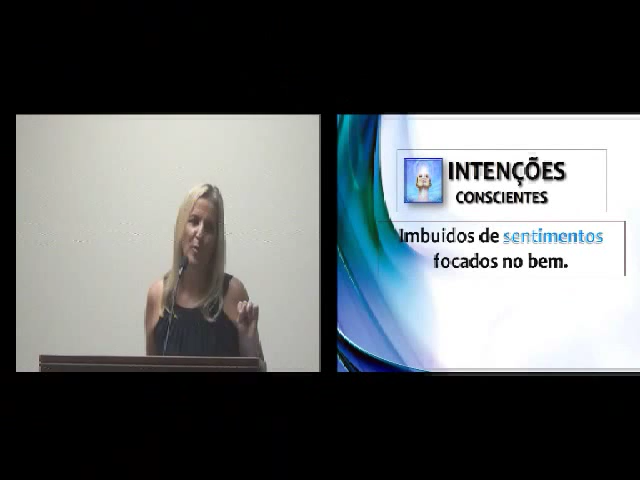 INTENÇÕES
CONSCIENTES
Imbuidos de sentimentos
focados no bem.